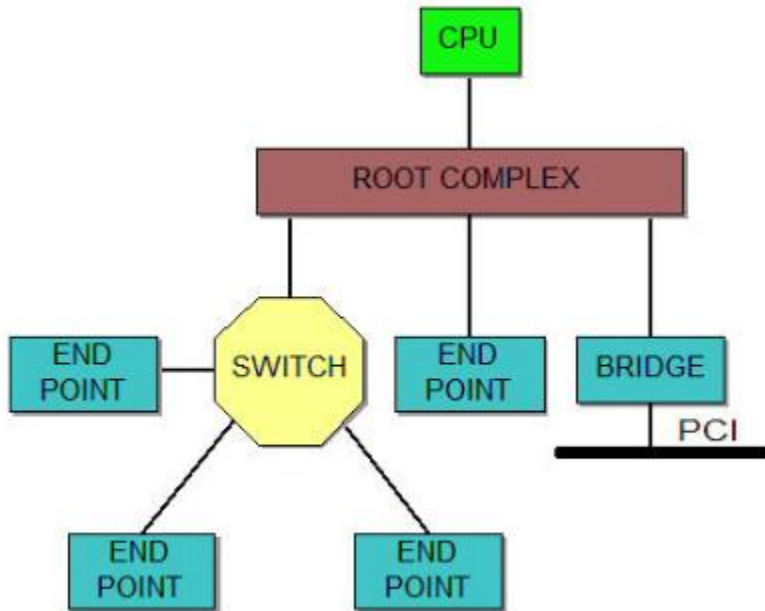 CPU
ROOT COMPLEX
END
POINT
SWITCH
END
POINT
BRIDGE
PCI
END
POINT
END
POINT